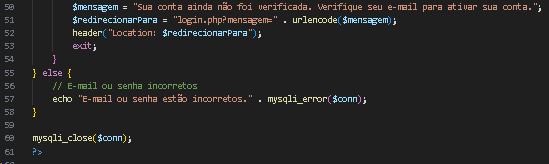 50 $mensagem = "Sua conta ainda não foi verificada. Verifique seu e-mail para ativar sua conta.";
51 $redirecionarPara = "login.php?mensagem=" . urlencode($mensagem);
52 header("Location: $redirecionarPara");
53 exit;
54 }
55 } else {
56 // E-mail ou senha incorretos
57 echo "E-mail ou senha estão incorretos." . mysqli_error($conn);
58 }
59
60 mysqli_close($conn);
61 ?>